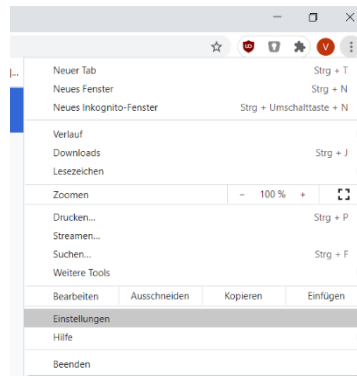 V
Neuer Tab Strg + T
Neues Fenster Strg + N
Neues Inkognito-Fenster Strg + Umschalttaste + N
Verlauf
Downloads Strg + J
Lesezeichen
Zoomen - 100 % +
Drucken... Strg + P
Streamen...
Suchen... Strg + F
Weitere Tools
Bearbeiten Ausschneiden Kopieren Einfügen
Einstellungen
Hilfe
Beenden